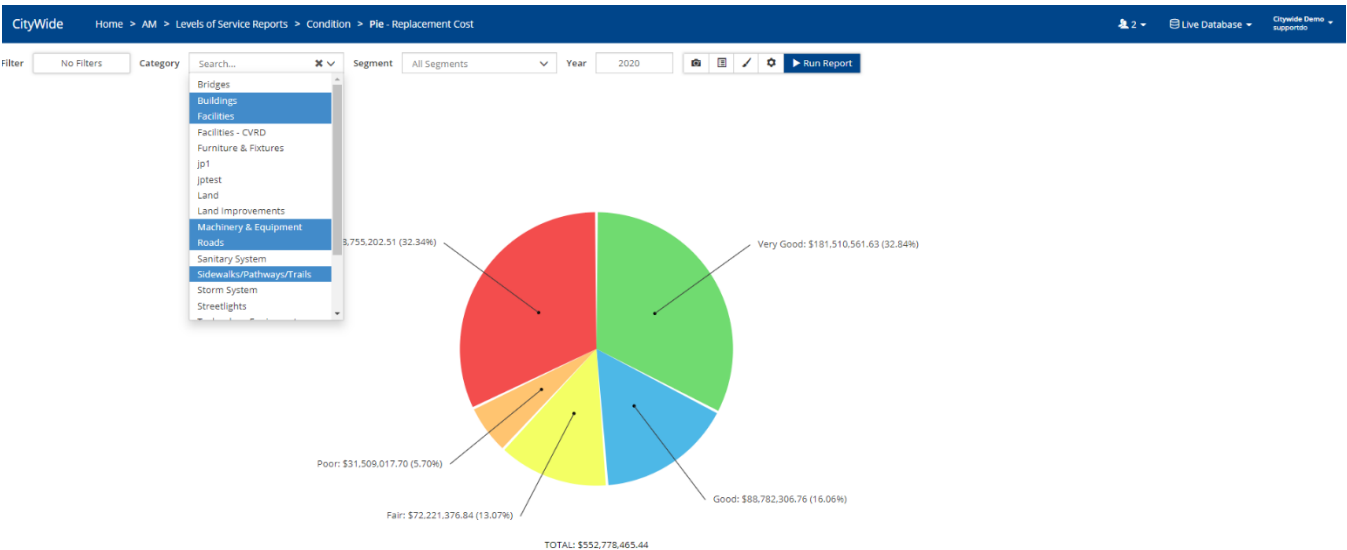 CityWide Home > AM > Levels of Service Reports > Condition > Pie - Replacement Cost 2 Live Database Citywide Demo
supportdo
Filter No Filters Category Search... Segment All Segments Year 2020 Run Report
Bridges
Buildings
Facilities
Facilities - CVRD
Furniture & Fixtures
jp1
jptest
Land
Land Improvements
Machinery & Equipment
Roads
Sanitary System
Sidewalks/Pathways/Trails
Storm System
Streetlights
,755,202.51 (32.34%)
Very Good: $181,510,561.63 (32.84%)
Poor: $31,509,017.70 (5.70%)
Good: $88,782,306.76 (16.06%)
Fair: $72,221,376.84 (13.07%)
TOTAL: $552,778,465.44